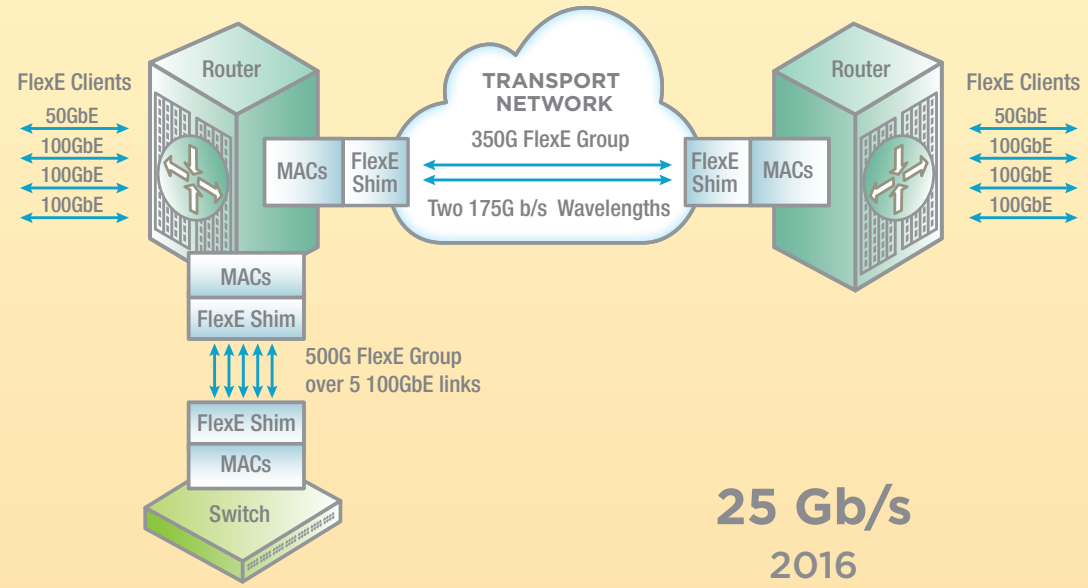 FlexE Clients
50GbE
100GbE
100GbE
100GbE
Router
MACs
FlexE
Shim
TRANSPORT
NETWORK
350G FlexE Group
Two 175G b/s Wavelengths
FlexE
Shim
MACs
Router
FlexE Clients
50GbE
100GbE
100GbE
100GbE
MACs
FlexE Shim
500G FlexE Group
over 5 100GbE links
FlexE Shim
MACs
Switch
25 Gb/s
2016